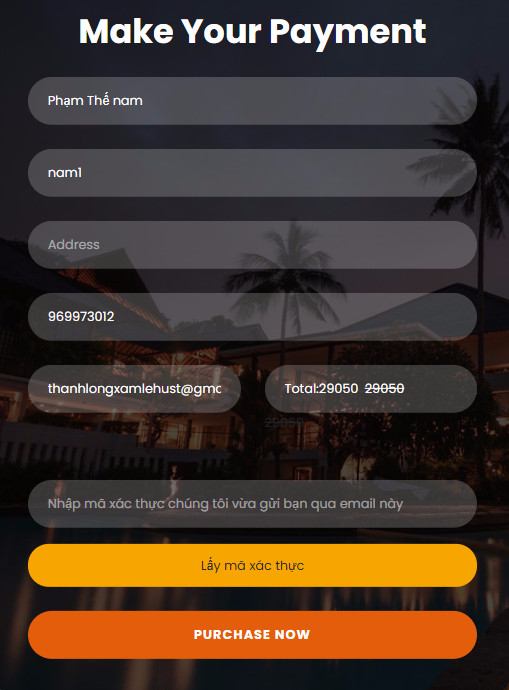 Make Your Payment
Phạm Thế nam
nam1
Address
969973012
thanhlongxamlehust@gmc
Total:29050 29050
29050
Nhập mã xác thực chúng tôi vừa gửi bạn qua email này
Lấy mã xác thực
PURCHASE NOW